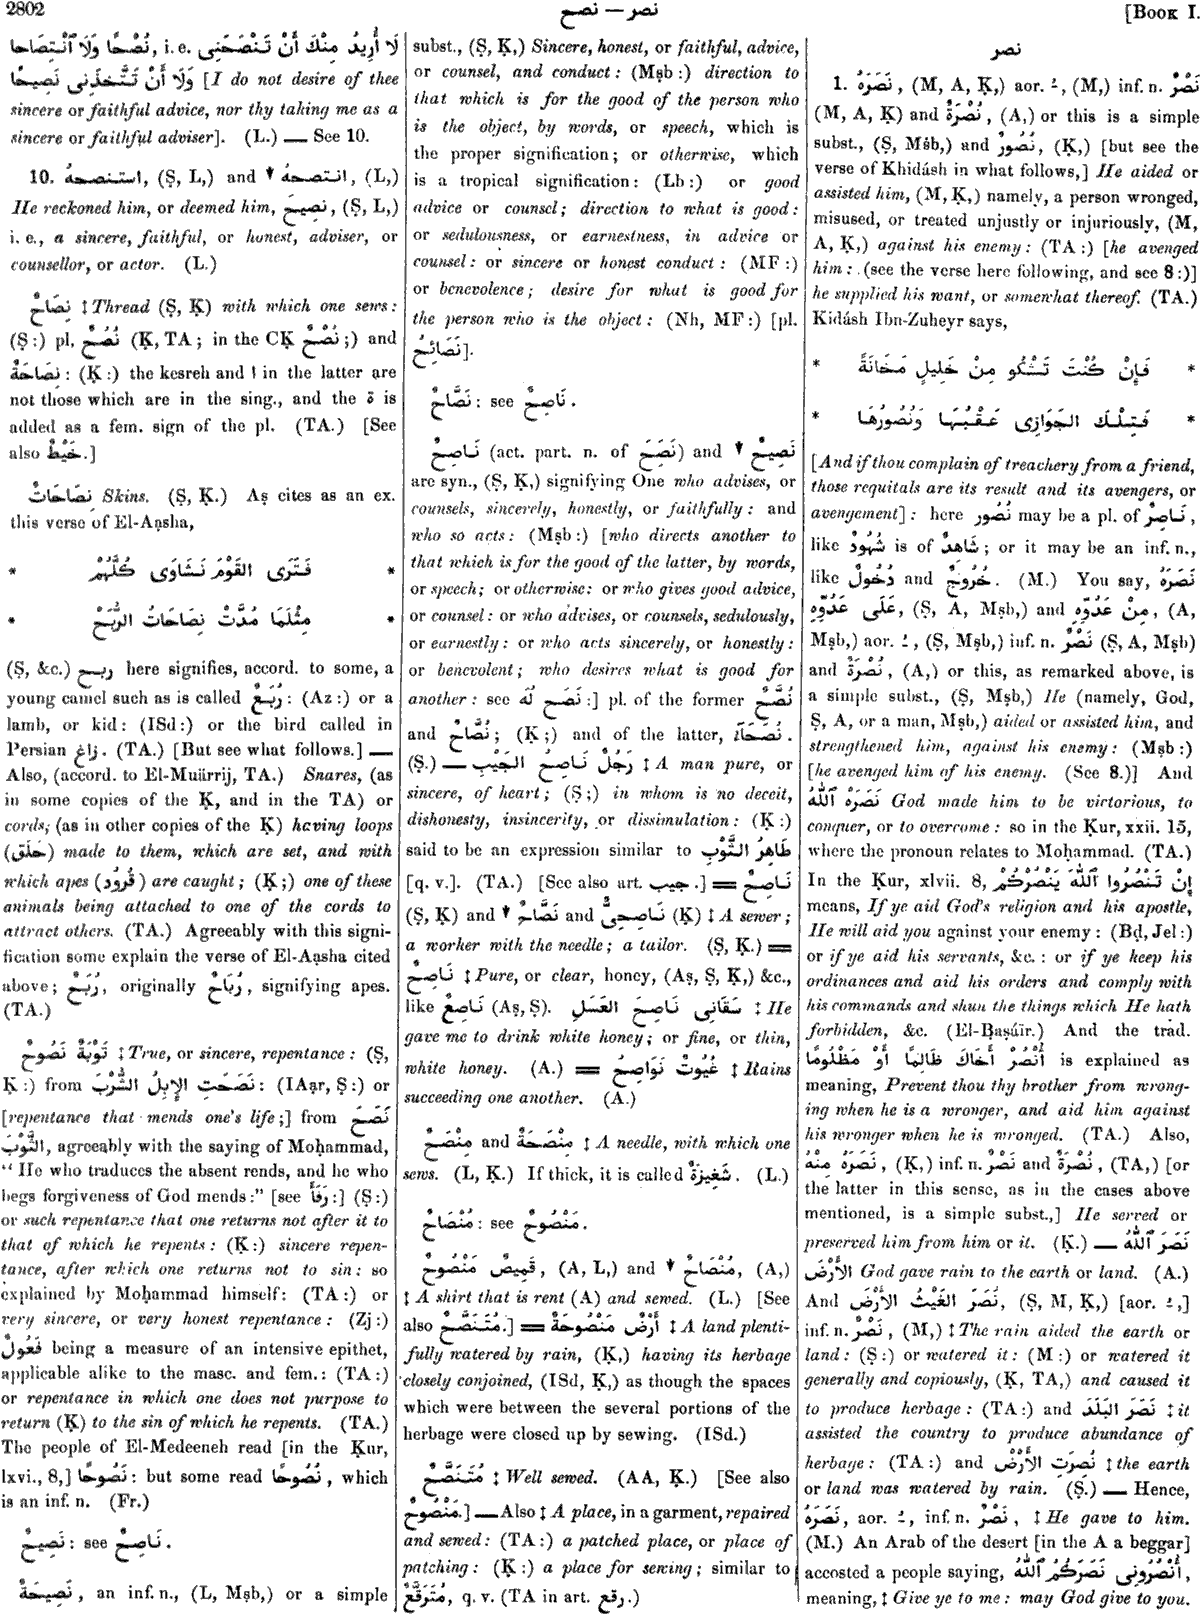 2802
نصر — نصح
[BOOK I.
لَا أُرِيدُ مِنْكَ أَنْ تَنْصَحَنِى, i. e. نُصْحًا وَلَا ٱنْتِصَاحا
وَلَا أَنْ تَتَّخِذَنِى نَصِيحًا [I do not desire of thee
sincere or faithful advice, nor thy taking me as a
sincere or faithful adviser]. (L.) — See 10.
10. استنصحهُ, (Ṣ, L,) and ↓ انتصحهُ, (L,)
He reckoned him, or deemed him, نصيح, (Ṣ, L,)
i. e., a sincere, faithful, or honest, adviser, or
counsellor, or actor. (L.)
نِصَاحٌ ‡ Thread (Ṣ, Ḳ) with which one sews:
(Ṣ:) pl. نُصُحٌ (Ḳ, TA; in the CḲ نُصْحٌ;) and
نِصَاحَةٌ: (Ḳ:) the kesreh and ا in the latter are
not those which are in the sing., and the ة is
added as a fem. sign of the pl. (TA.) [See
also خَيْطٌ.]
نِصَاحَاتٌ Skins. (Ṣ, Ḳ.) Aṣ cites as an ex.
this verse of El-Aạsha,
* فَتَرَى القَوْمَ نَشَاوَى كُلَّهُمْ *
* مِثْلَمَا مُدَّتْ نِصَاحَاتُ الرُّبَحْ *
(Ṣ, &c.) ربح here signifies, accord. to some, a
young camel such as is called رُبَعٌ: (Az:) or a
lamb, or kid: (ISd:) or the bird called in
Persian زاغ. (TA.) [But see what follows.] —
Also, (accord. to El-Muärrij, TA.) Snares, (as
in some copies of the Ḳ, and in the TA) or
cords, (as in other copies of the Ḳ) having loops
(حَلَق) made to them, which are set, and with
which apes (قُرُود) are caught; (Ḳ;) one of these
animals being attached to one of the cords to
attract others. (TA.) Agreeably with this signi-
fication some explain the verse of El-Aạsha cited
above; رُبَحٌ, originally رُبَاحٌ, signifying apes.
(TA.)
تَوْبَةٌ نَصُوحٌ ‡ True, or sincere, repentance: (Ṣ,
Ḳ:) from نَصَحَتِ الإِبِلُ الشُّرْبَ: (IAạr, Ṣ:) or
[repentance that mends one's life;] from نَصَحَ
الثَّوْبَ, agreeably with the saying of Moḥammad,
"He who traduces the absent rends, and he who
begs forgiveness of God mends:" [see رَفَأَ:] (Ṣ:)
or such repentance that one returns not after it to
that of which he repents: (Ḳ:) sincere repen-
tance, after which one returns not to sin: so
explained by Moḥammad himself: (TA:) or
very sincere, or very honest repentance: (Zj:)
فَعُولٌ being a measure of an intensive epithet,
applicable alike to the masc. and fem.: (TA:)
or repentance in which one does not purpose to
return (Ḳ) to the sin of which he repents. (TA.)
The people of El-Medeeneh read [in the Ḳur,
lxvi., 8,] نَصُوحًا: but some read نُصُوحًا, which
is an inf. n. (Fr.)
نَصِيحٌ: see نَاصِحٌ.
نَصِيحَةٌ, an inf. n., (L, Mṣb,) or a simple
subst., (Ṣ, Ḳ,) Sincere, honest, or faithful, advice,
or counsel, and conduct: (Mṣb:) direction to
that which is for the good of the person who
is the object, by words, or speech, which is
the proper signification; or otherwise, which
is a tropical signification: (Lb:) or good
advice or counsel; direction to what is good:
or sedulousness, or earnestness, in advice or
counsel: or sincere or honest conduct: (MF:)
or benevolence; desire for what is good for
the person who is the object: (Nh, MF:) [pl.
نَصَائِحُ].
نَصَّاحٌ: see نَاصِحٌ.
نَاصِحٌ (act. part. n. of نَصَحَ) and ↓ نَصِيحٌ
are syn., (Ṣ, Ḳ,) signifying One who advises, or
counsels, sincerely, honestly, or faithfully: and
who so acts: (Mṣb:) [who directs another to
that which is for the good of the latter, by words,
or speech; or otherwise: or who gives good advice,
or counsel: or who advises, or counsels, sedulously,
or earnestly: or who acts sincerely, or honestly:
or benevolent; who desires what is good for
another: see نَصَحَ لَهُ:] pl. of the former نُصَّحٌ
and نُصَّاحٌ; (Ḳ;) and of the latter, نُصَحَآءُ.
(Ṣ.) — رَجُلٌ نَاصِحُ الجَيْبِ ‡ A man pure, or
sincere, of heart; (Ṣ;) in whom is no deceit,
dishonesty, insincerity, or dissimulation: (Ḳ:)
said to be an expression similar to طَاهِرُ الثَّوْبِ
[q. v.]. (TA.) [See also art. جيب.] = نَاصِحٌ
(Ṣ, Ḳ) and ↓ نَصَّاحٌ and نَاصِحِىٌّ (Ḳ) ‡ A sewer;
a worker with the needle; a tailor. (Ṣ, Ḳ.) =
نَاصِحٌ ‡ Pure, or clear, honey, (Aṣ, Ṣ, Ḳ,) &c.,
like نَاصِعٌ (Aṣ, Ṣ). سَقَانِى نَاصِحَ العَسَلِ ‡ He
gave me to drink white honey; or fine, or thin,
white honey. (A.) = غُيُوثٌ نَوَاصِحُ ‡ Rains
succeeding one another. (A.)
مِنْصَحٌ and مِنْصَحَةٌ ‡ A needle, with which one
sews. (L, Ḳ.) If thick, it is called شَغِيزَةٌ. (L.)
مُنْصَاحٌ: see مَنْصُوحٌ.
قَمِيصٌ مَنْصُوحٌ, (A, L,) and ↓ مُنْصَاحٌ, (A,)
‡ A shirt that is rent (A) and sewed. (L.) [See
also مُتَنَصَّحٌ.] = أَرْضٌ مَنْصُوحَةٌ ‡ A land plenti-
fully watered by rain, (Ḳ,) having its herbage
closely conjoined, (ISd, Ḳ,) as though the spaces
which were between the several portions of the
herbage were closed up by sewing. (ISd.)
مُتَنَصَّحٌ ‡ Well sewed. (AA, Ḳ.) [See also
مَنْصُوحٌ.] — Also ‡ A place, in a garment, repaired
and sewed: (TA:) a patched place, or place of
patching: (Ḳ:) a place for sewing; similar to
مُتَرَقَّعٌ, q. v. (TA in art. رقع.)
نصر
1. نَصَرَهُ, (M, A, Ḳ,) aor. ـُ, (M,) inf. n. نَصْرٌ
(M, A, Ḳ) and نُصْرَةٌ, (A,) or this is a simple
subst., (Ṣ, Mṣb,) and نُصُورٌ, (Ḳ,) [but see the
verse of Khidásh in what follows,] He aided or
assisted him, (M, Ḳ,) namely, a person wronged,
misused, or treated unjustly or injuriously, (M,
A, Ḳ,) against his enemy: (TA:) [he avenged
him: (see the verse here following, and see 8:)]
he supplied his want, or somewhat thereof. (TA.)
Kidásh Ibn-Zuheyr says,
* فَإِنْ كُنْتَ تَشْكُو مِنْ خَلِيلٍ مَخَانَةً *
* فَتِلْكَ الجَوَازِى عَقْبُهَا وَنُصُورُهَا *
[And if thou complain of treachery from a friend,
those requitals are its result and its avengers, or
avengement]: here نُصُور may be a pl. of نَاصِرٌ,
like شُهُودٌ is of شَاهِدٌ; or it may be an inf. n.,
like دُخُولٌ and خُرُوجٌ. (M.) You say, نَصَرَهُ
عَلَى عَدُوِّهِ, (Ṣ, A, Mṣb,) and مِنْ عَدُوِّهِ, (A,
Mṣb,) aor. ـُ, (Ṣ, Mṣb,) inf. n. نَصْرٌ (Ṣ, A, Mṣb)
and نُصْرَةٌ, (A,) or this, as remarked above, is
a simple subst., (Ṣ, Mṣb,) He (namely, God,
Ṣ, A, or a man, Mṣb,) aided or assisted him, and
strengthened him, against his enemy: (Mṣb:)
[he avenged him of his enemy. (See 8.)] And
نَصَرَهُ ٱللّٰهُ God made him to be victorious, to
conquer, or to overcome: so in the Ḳur, xxii. 15,
where the pronoun relates to Moḥammad. (TA.)
In the Ḳur, xlvii. 8, إِنْ تَنْصُرُوا ٱللّٰهَ يَنْصُرْكُمْ
means, If ye aid God's religion and his apostle,
He will aid you against your enemy: (Bḍ, Jel:)
or if ye aid his servants, &c.: or if ye keep his
ordinances and aid his orders and comply with
his commands and shun the things which He hath
forbidden, &c. (El-Baṣáïr.) And the trad.
أُنْصُرْ أَخَاكَ ظَالِمًا أَوْ مَظْلُومًا is explained as
meaning, Prevent thou thy brother from wrong-
ing when he is a wronger, and aid him against
his wronger when he is wronged. (TA.) Also,
نَصَرَهُ مِنْهُ, (Ḳ,) inf. n. نَصْرٌ and نُصْرَةٌ, (TA,) [or
the latter in this sense, as in the cases above
mentioned, is a simple subst.,] He served or
preserved him from him or it. (Ḳ.) — نَصَرَ ٱللّٰهُ
الأَرْضَ God gave rain to the earth or land. (A.)
And نَصَرَ الغَيْثُ الأَرْضَ, (Ṣ, M, Ḳ,) [aor. ـُ,]
inf. n. نَصْرٌ, (M,) ‡ The rain aided the earth or
land: (Ṣ:) or watered it: (M:) or watered it
generally and copiously, (Ḳ, TA,) and caused it
to produce herbage: (TA:) and نَصَرَ البَلَدَ ‡ it
assisted the country to produce abundance of
herbage: (TA:) and نُصِرَتِ الأَرْضُ ‡ the earth
or land was watered by rain. (Ṣ.) — Hence,
نَصَرَهُ, aor. ـُ, inf. n. نَصْرٌ, ‡ He gave to him.
(M.) An Arab of the desert [in the A a beggar]
accosted a people saying, أُنْصُرُونِى نَصَرَكُمُ ٱللّٰهُ,
meaning, ‡ Give ye to me: may God give to you.